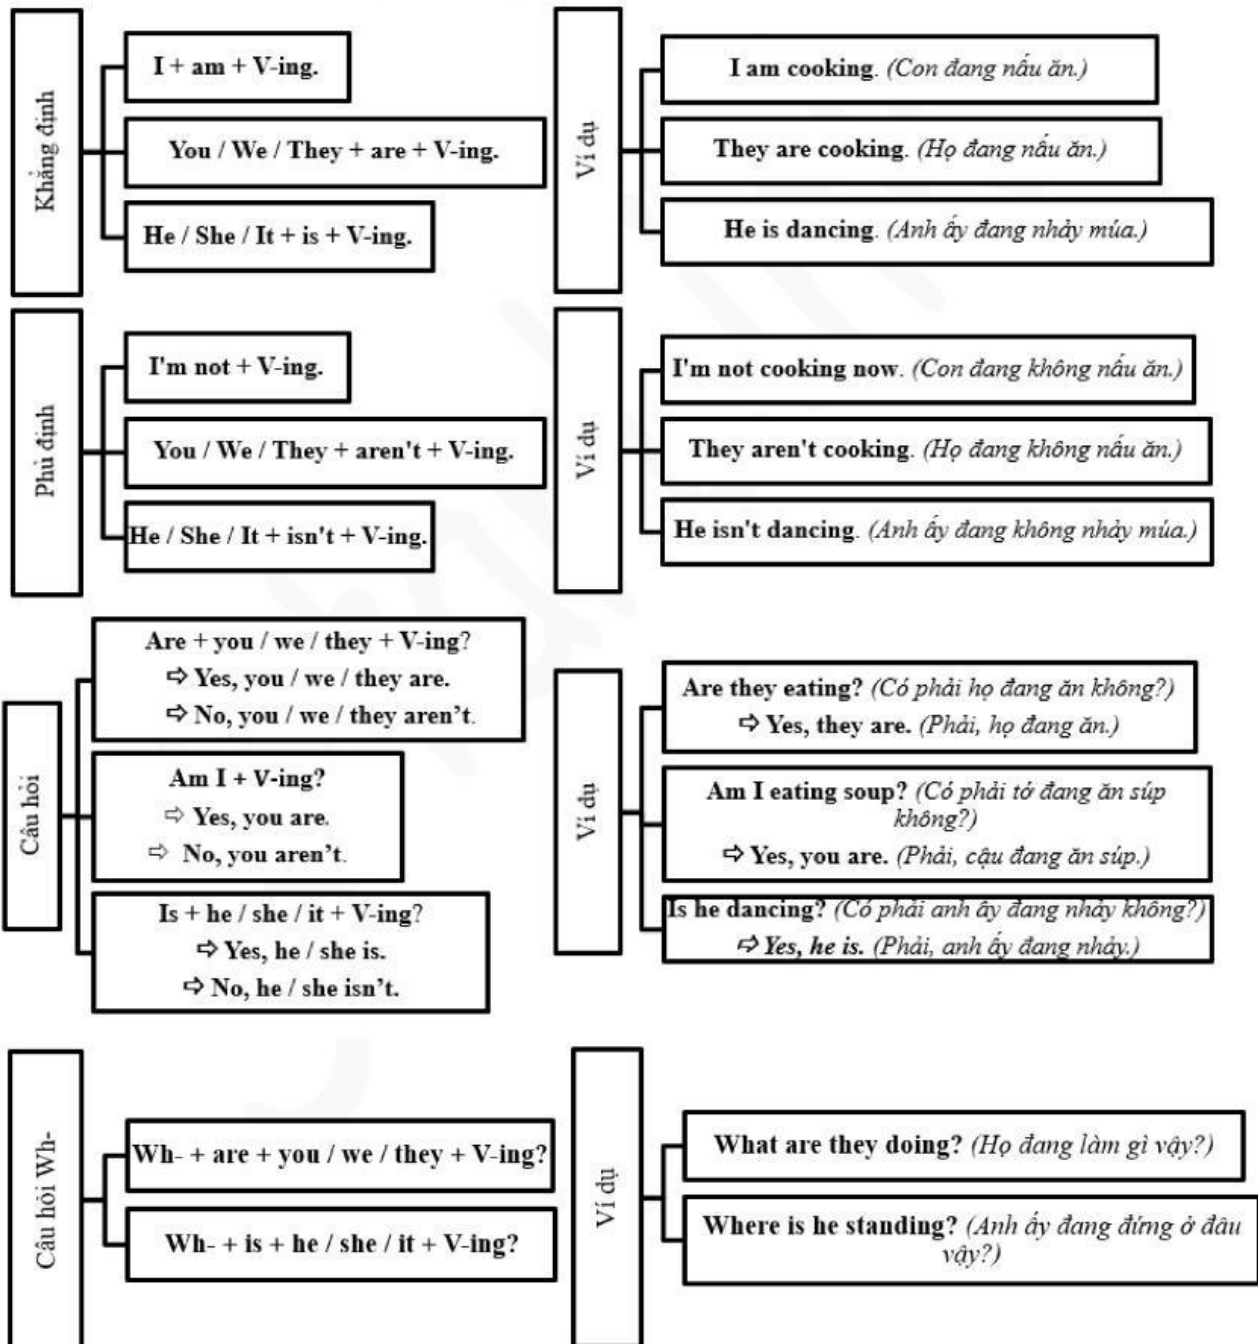 Khẳng định
I + am + V-ing.
You / We / They + are + V-ing.
He / She / It + is + V-ing.
Ví dụ
I am cooking. (Con đang nấu ăn.)
They are cooking. (Họ đang nấu ăn.)
He is dancing. (Anh ấy đang nhảy múa.)
Phủ định
I'm not + V-ing.
You / We / They + aren't + V-ing.
He / She / It + isn't + V-ing.
Ví dụ
I'm not cooking now. (Con đang không nấu ăn.)
They aren't cooking. (Họ đang không nấu ăn.)
He isn't dancing. (Anh ấy đang không nhảy múa.)
Câu hỏi
Are + you / we / they + V-ing?
⇨ Yes, you / we / they are.
⇨ No, you / we / they aren’t.
Am I + V-ing?
⇨ Yes, you are.
⇨ No, you aren’t.
Is + he / she / it + V-ing?
⇨ Yes, he / she is.
⇨ No, he / she isn’t.
Ví dụ
Are they eating? (Có phải họ đang ăn không?)
⇨ Yes, they are. (Phải, họ đang ăn.)
Am I eating soup? (Có phải tớ đang ăn súp
không?)
⇨ Yes, you are. (Phải, cậu đang ăn súp.)
Is he dancing? (Có phải anh ấy đang nhảy không?)
⇨ Yes, he is. (Phải, anh ấy đang nhảy.)
Câu hỏi Wh-
Wh- + are + you / we / they + V-ing?
Wh- + is + he / she / it + V-ing?
Ví dụ
What are they doing? (Họ đang làm gì vậy?)
Where is he standing? (Anh ấy đang đứng ở đâu
vậy?)